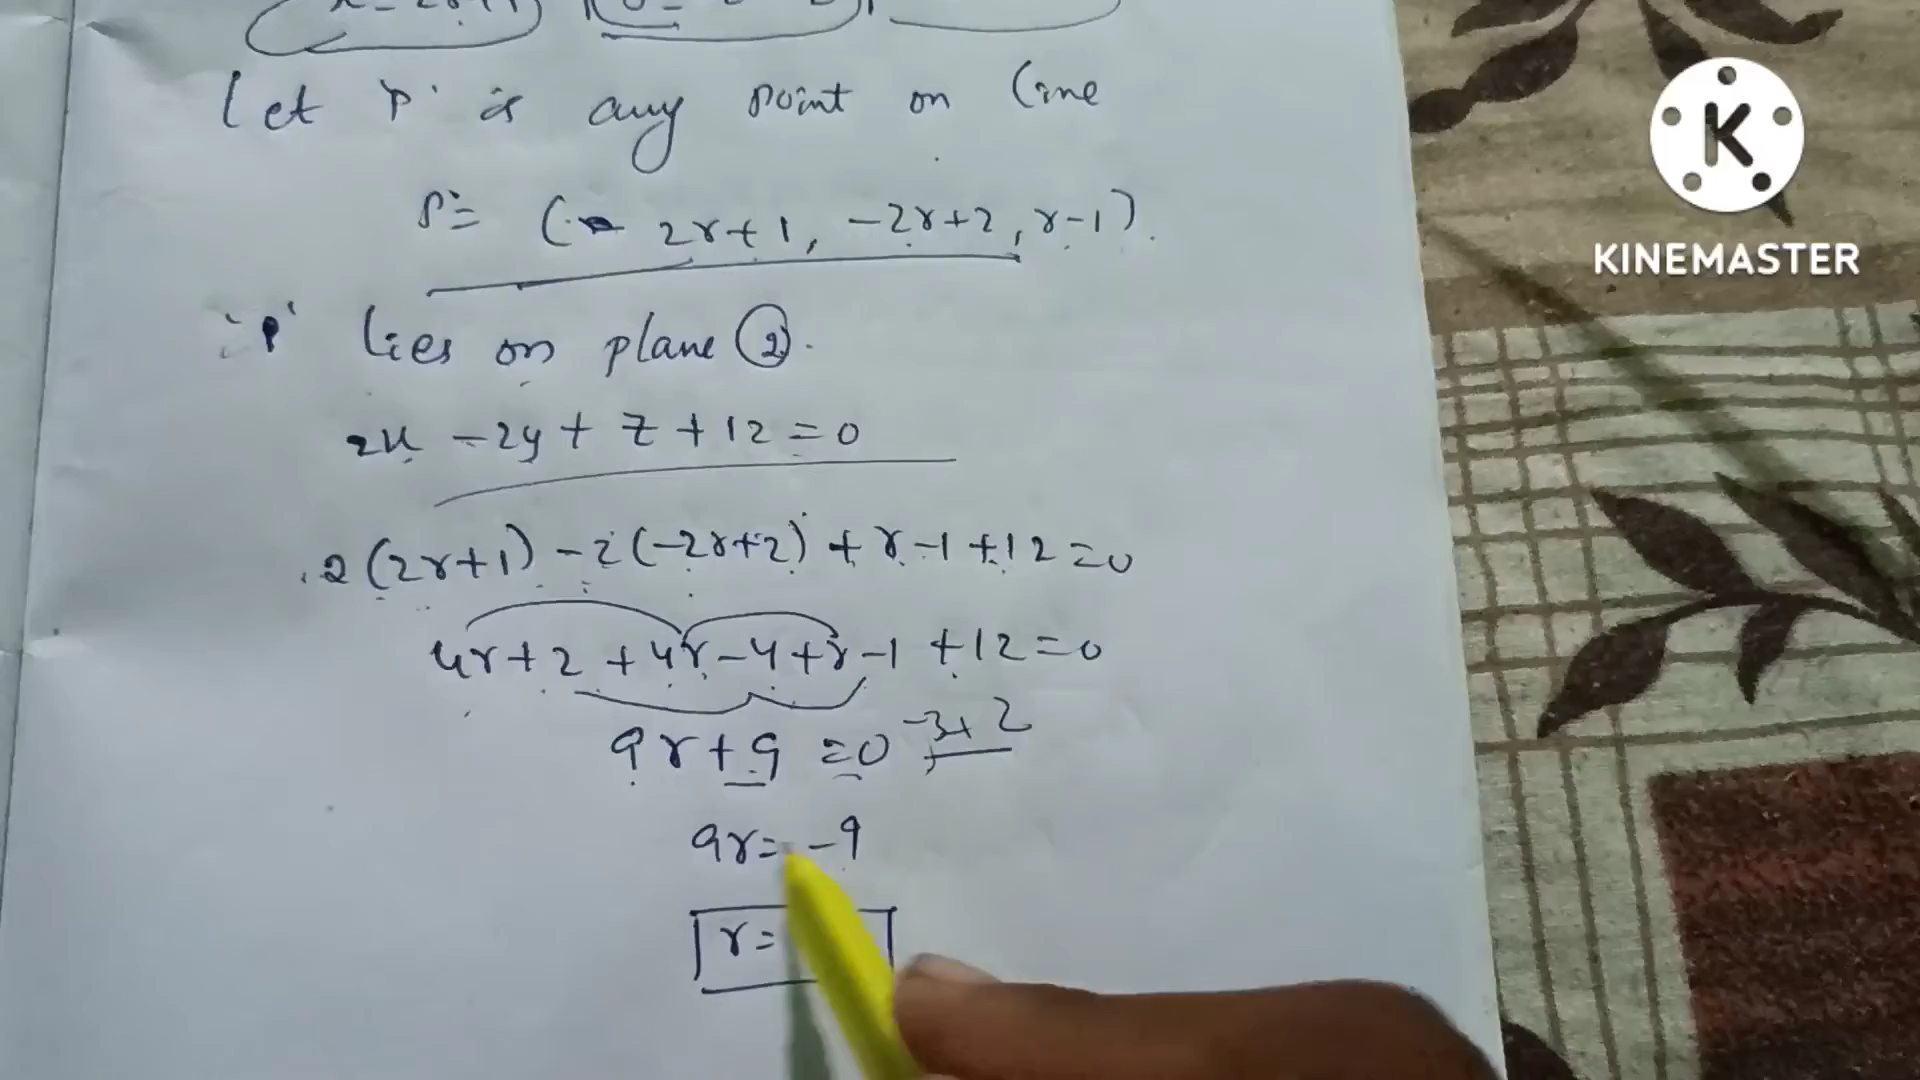 Let 'P' is any point on line
P = (2r+1, -2r+2, r-1).
'P' lies on plane ②.
2x - 2y + z + 12 = 0
2(2r+1) - 2(-2r+2) + r - 1 + 12 = 0
4r + 2 + 4r - 4 + r - 1 + 12 = 0
9r + 9 = 0 -3+2
9r = -9
r =
K
KINEMASTER